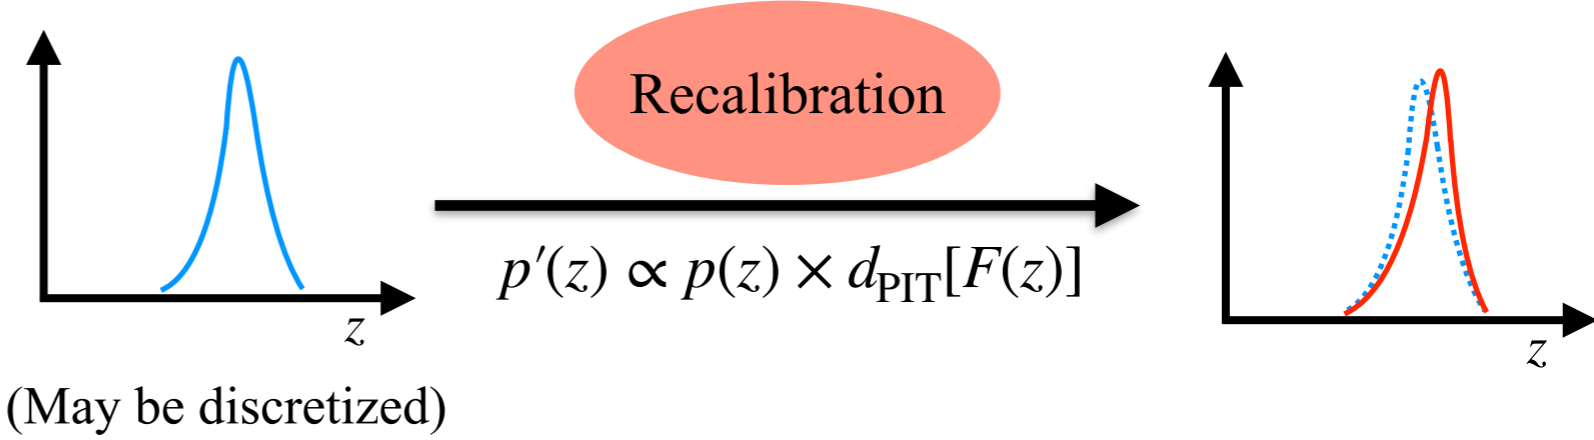 Recalibration
p′(z) ∝ p(z) × d_PIT[F(z)]
z
z
(May be discretized)